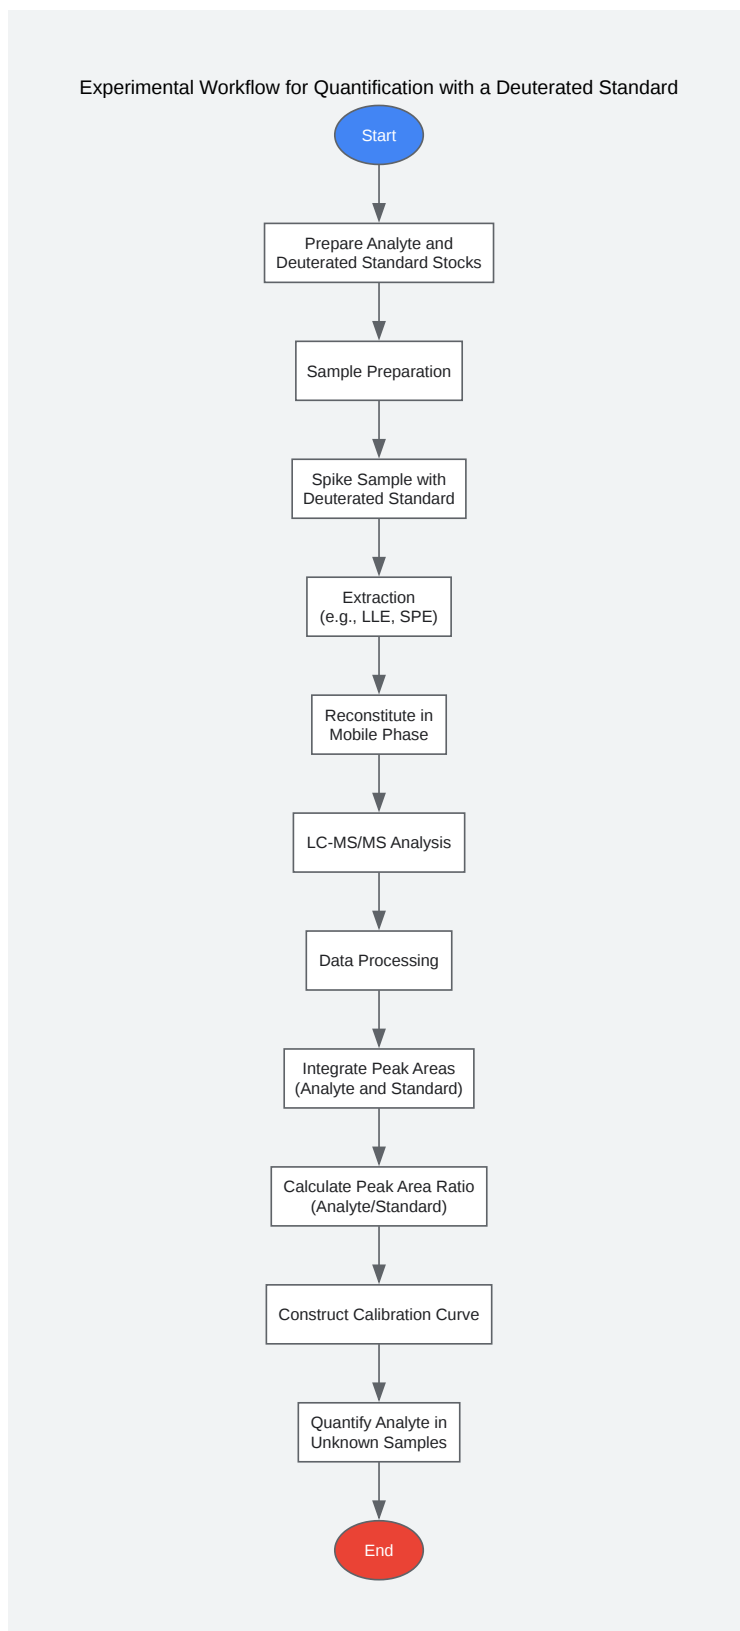 Experimental Workflow for Quantification with a Deuterated Standard
Start
Prepare Analyte and
Deuterated Standard Stocks
Sample Preparation
Spike Sample with
Deuterated Standard
Extraction
(e.g., LLE, SPE)
Reconstitute in
Mobile Phase
LC-MS/MS Analysis
Data Processing
Integrate Peak Areas
(Analyte and Standard)
Calculate Peak Area Ratio
(Analyte/Standard)
Construct Calibration Curve
Quantify Analyte in
Unknown Samples
End